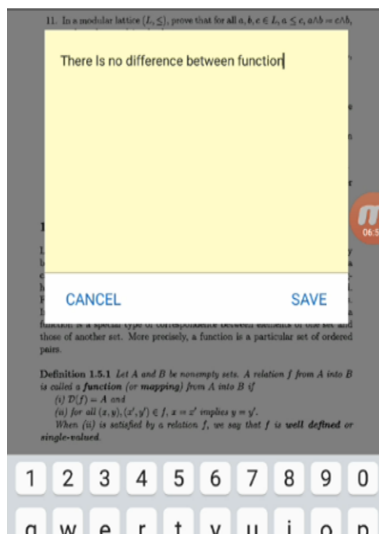 11. In a modular lattice (L, ≤), prove that for all a, b, c ∈ L, a ≤ c, a∧b = c∧b,
There Is no difference between function
CANCEL
SAVE
06:5
function is a special type of correspondence between elements of one set and
those of another set. More precisely, a function is a particular set of ordered
pairs.
Definition 1.5.1 Let A and B be nonempty sets. A relation f from A into B
is called a function (or mapping) from A into B if
(i) D(f) = A and
(ii) for all (x, y), (x′, y′) ∈ f, x = x′ implies y = y′.
When (ii) is satisfied by a relation f, we say that f is well defined or
single-valued.
1 2 3 4 5 6 7 8 9 0
q w e r t y u i o p